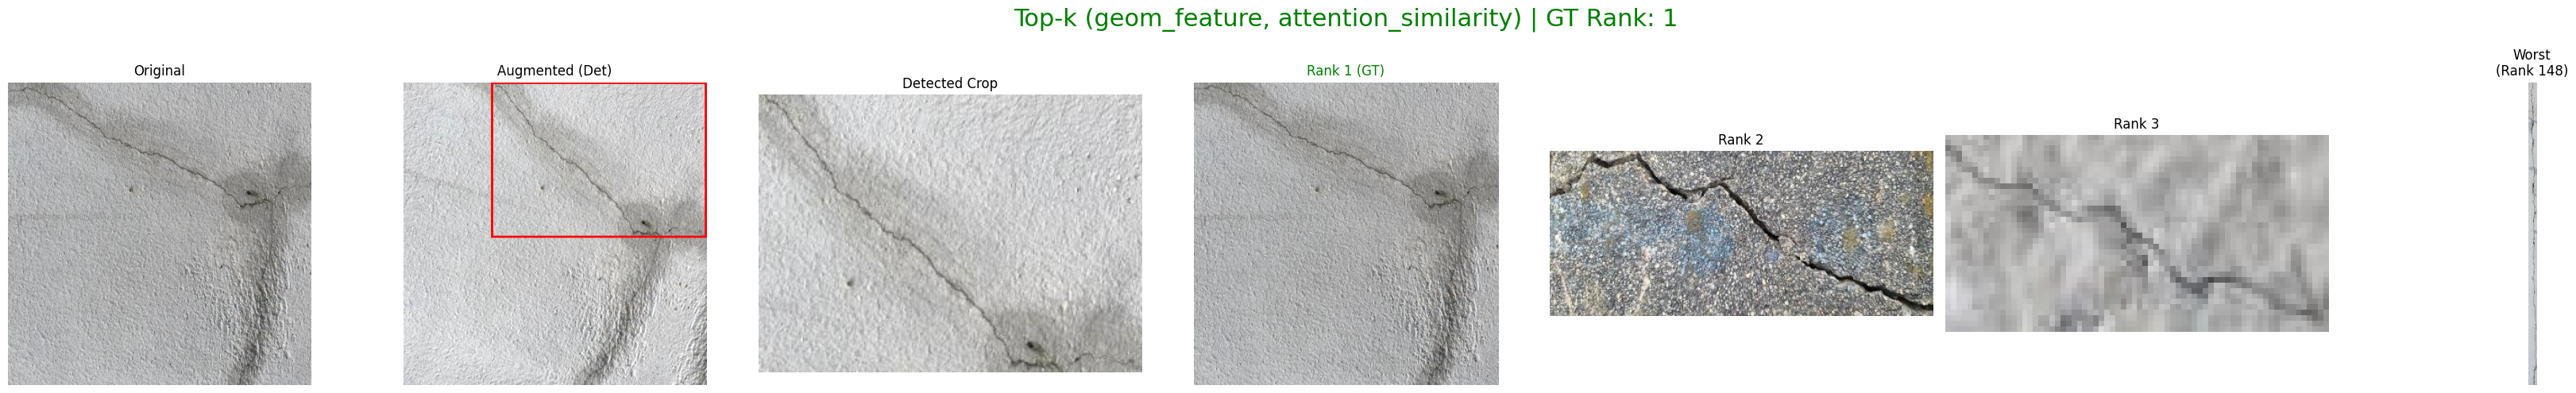 Top-k (geom_feature, attention_similarity) | GT Rank: 1
Original
Augmented (Det)
Detected Crop
Rank 1 (GT)
Rank 2
Rank 3
Worst
(Rank 148)